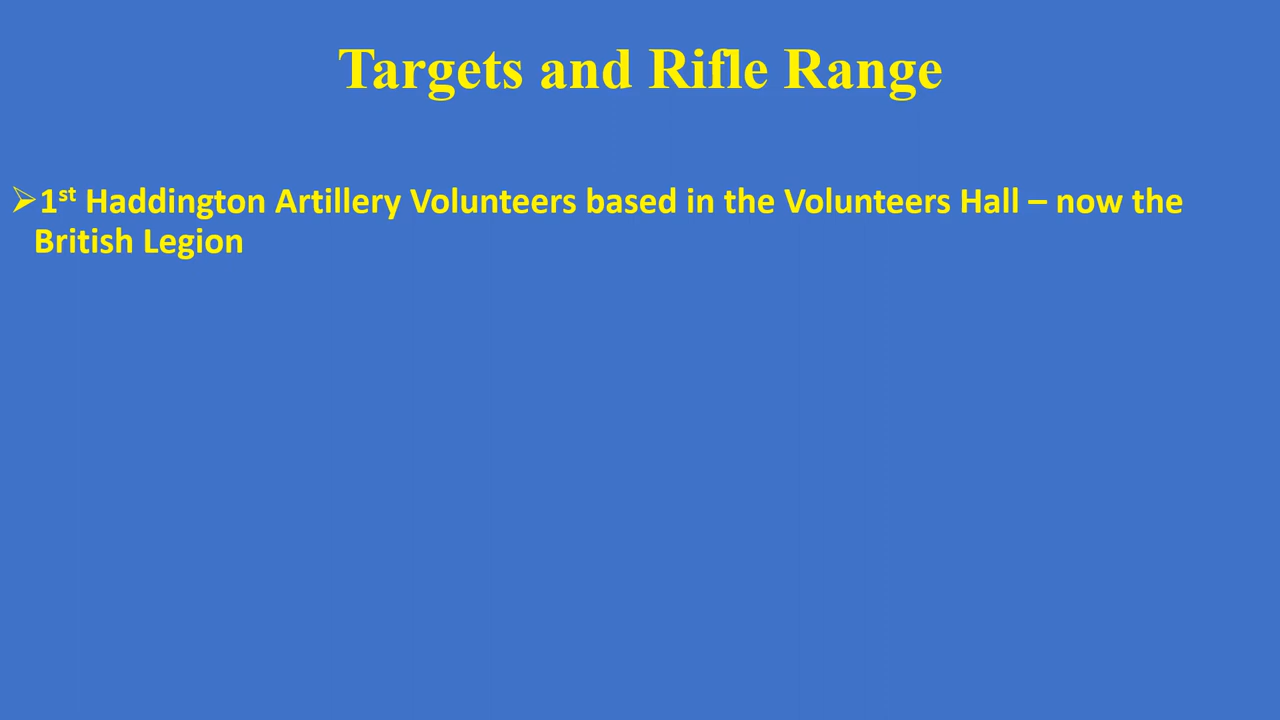 Targets and Rifle Range
➢1st Haddington Artillery Volunteers based in the Volunteers Hall – now the
British Legion